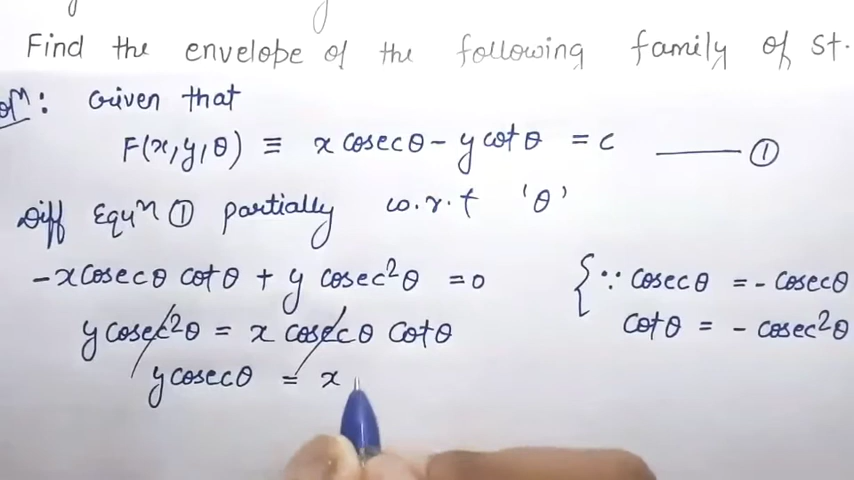 Find the envelope of the following family of St.
Given that
F(x, y, θ) ≡ x cosecθ - y cotθ = c ——— ①
Diff Equⁿ ① partially w.r.t 'θ'
-x cosecθ cotθ + y cosec²θ = 0 { ∵ cosecθ = - cosecθ
y cosec²θ = x cosecθ cotθ cotθ = - cosec²θ
y cosecθ = x